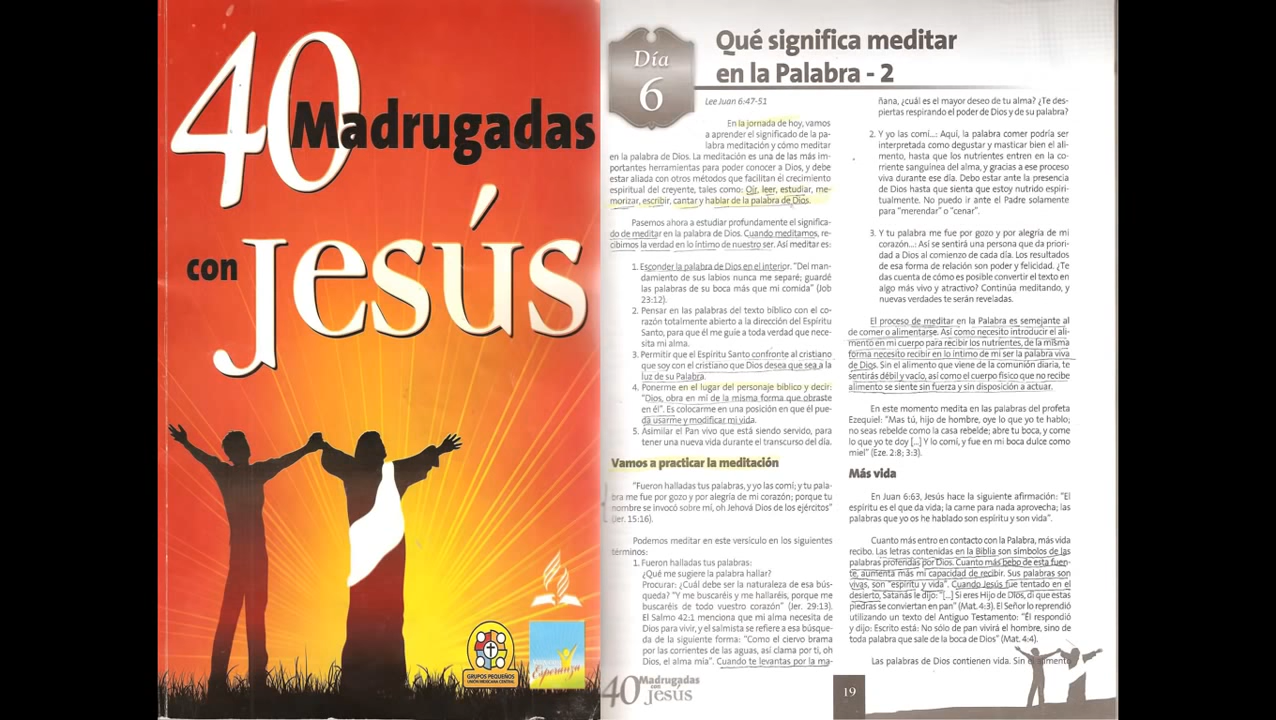 40
Madrugadas
con
Jesús
GRUPOS PEQUEÑOS
UNIÓN MEXICANA CENTRAL
Esperanza
Día
6
Qué significa meditar
en la Palabra - 2
Lee Juan 6:47-51
En la jornada de hoy, vamos
a aprender el significado de la pa-
labra meditación y cómo meditar
en la palabra de Dios. La meditación es una de las más im-
portantes herramientas para poder conocer a Dios, y debe
estar aliada con otros métodos que facilitan él crecimiento
espiritual del creyente, tales como: Oír, leer, estudiar, me-
morizar, escribir, cantar y hablar de la palabra de Dios.
Pasemos ahora a estudiar profundamente el significa-
do de meditar en la palabra de Dios. Cuando meditamos, re-
cibimos la verdad en lo íntimo de nuestro ser. Así meditar es:
1. Esconder la palabra de Dios en el interior. "Del man-
damiento de sus labios nunca me separé; guardé
las palabras de su boca más que mi comida" (Job
23:12).
2. Pensar en las palabras del texto bíblico con el co-
razón totalmente abierto a la dirección del Espíritu
Santo, para que él me guíe a toda verdad que nece-
sita mi alma.
3. Permitir que el Espíritu Santo confronte al cristiano
que soy con el cristiano que Dios desea que sea a la
luz de su Palabra.
4. Ponerme en el lugar del personaje bíblico y decir:
"Dios, obra en mí de la misma forma que obraste
en él". Es colocarme en una posición en que él pue-
da usarme y modificar mi vida.
5. Asimilar el Pan vivo que está siendo servido, para
tener una nueva vida durante el transcurso del día.
Vamos a practicar la meditación
"Fueron halladas tus palabras, y yo las comí; y tu pala-
bra me fue por gozo y por alegría de mi corazón; porque tu
nombre se invocó sobre mí, oh Jehová Dios de los ejércitos"
(Jer. 15:16).
Podemos meditar en este versículo en los siguientes
términos:
1. Fueron halladas tus palabras:
¿Qué me sugiere la palabra hallar?
Procurar: ¿Cuál debe ser la naturaleza de esa bús-
queda? "Y me buscaréis y me hallaréis, porque me
buscaréis de todo vuestro corazón" (Jer. 29:13).
El Salmo 42:1 menciona que mi alma necesita de
Dios para vivir, y el salmista se refiere a esa búsque-
da de la siguiente forma: "Como el ciervo brama
por las corrientes de las aguas, así clama por ti, oh
Dios, el alma mía". Cuando te levantas por la ma-
40 Madrugadas
con
Jesús
ñana, ¿cuál es el mayor deseo de tu alma? ¿Te des-
piertas respirando el poder de Dios y de su palabra?
2. Y yo las comí...: Aquí, la palabra comer podría ser
interpretada como degustar y masticar bien el ali-
mento, hasta que los nutrientes entren en la co-
rriente sanguínea del alma, y gracias a ese proceso
viva durante ese día. Debo estar ante la presencia
de Dios hasta que sienta que estoy nutrido espiri-
tualmente. No puedo ir ante el Padre solamente
para "merendar" o "cenar".
3. Y tu palabra me fue por gozo y por alegría de mi
corazón...: Así se sentirá una persona que da priori-
dad a Dios al comienzo de cada día. Los resultados
de esa forma de relación son poder y felicidad. ¿Te
das cuenta de cómo es posible convertir el texto en
algo más vivo y atractivo? Continúa meditando, y
nuevas verdades te serán reveladas.
El proceso de meditar en la Palabra es semejante al
de comer o alimentarse. Así como necesito introducir el ali-
mento en mi cuerpo para recibir los nutrientes, de la misma
forma necesito recibir en lo íntimo de mi ser la palabra viva
de Dios. Sin el alimento que viene de la comunión diaria, te
sentirás débil y vacío, así como el cuerpo físico que no recibe
alimento se siente sin fuerza y sin disposición a actuar.
En este momento medita en las palabras del profeta
Ezequiel: "Mas tú, hijo de hombre, oye lo que yo te hablo;
no seas rebelde como la casa rebelde; abre tu boca, y come
lo que yo te doy [...] Y lo comí, y fue en mi boca dulce como
miel" (Eze. 2:8; 3:3).
Más vida
En Juan 6:63, Jesús hace la siguiente afirmación: "El
espíritu es el que da vida; la carne para nada aprovecha; las
palabras que yo os he hablado son espíritu y son vida".
Cuanto más entro en contacto con la Palabra, más vida
recibo. Las letras contenidas en la Biblia son símbolos de las
palabras proferidas por Dios. Cuanto más bebo de esta fuen-
te, aumenta más mi capacidad de recibir. Sus palabras son
vivas, son "espíritu y vida". Cuando Jesús fue tentado en el
desierto, Satanás le dijo: "[...] Si eres Hijo de Dios, di que estas
piedras se conviertan en pan" (Mat. 4:3). El Señor lo reprendió
utilizando un texto del Antiguo Testamento: "Él respondió
y dijo: Escrito está: No sólo de pan vivirá el hombre, sino de
toda palabra que sale de la boca de Dios" (Mat. 4:4).
Las palabras de Dios contienen vida. Sin el alimento
19